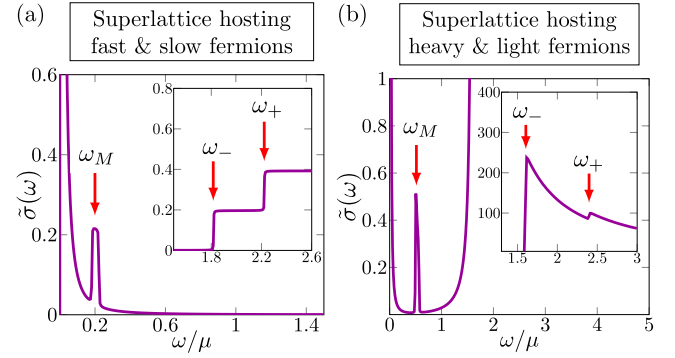 (a)
Superlattice hosting
fast & slow fermions
0.6
0.4
0.2
0
σ̃(ω)
ω_M
0.2
0.6
1
1.4
ω/μ
0.8
0.4
0.2
0
ω_−
ω_+
1.8
2.2
2.6
(b)
Superlattice hosting
heavy & light fermions
1
0.8
0.6
0.4
0.2
σ̃(ω)
ω_M
0
1
2
3
4
5
ω/μ
400
300
200
100
ω_−
ω_+
1.5
2
2.5
3